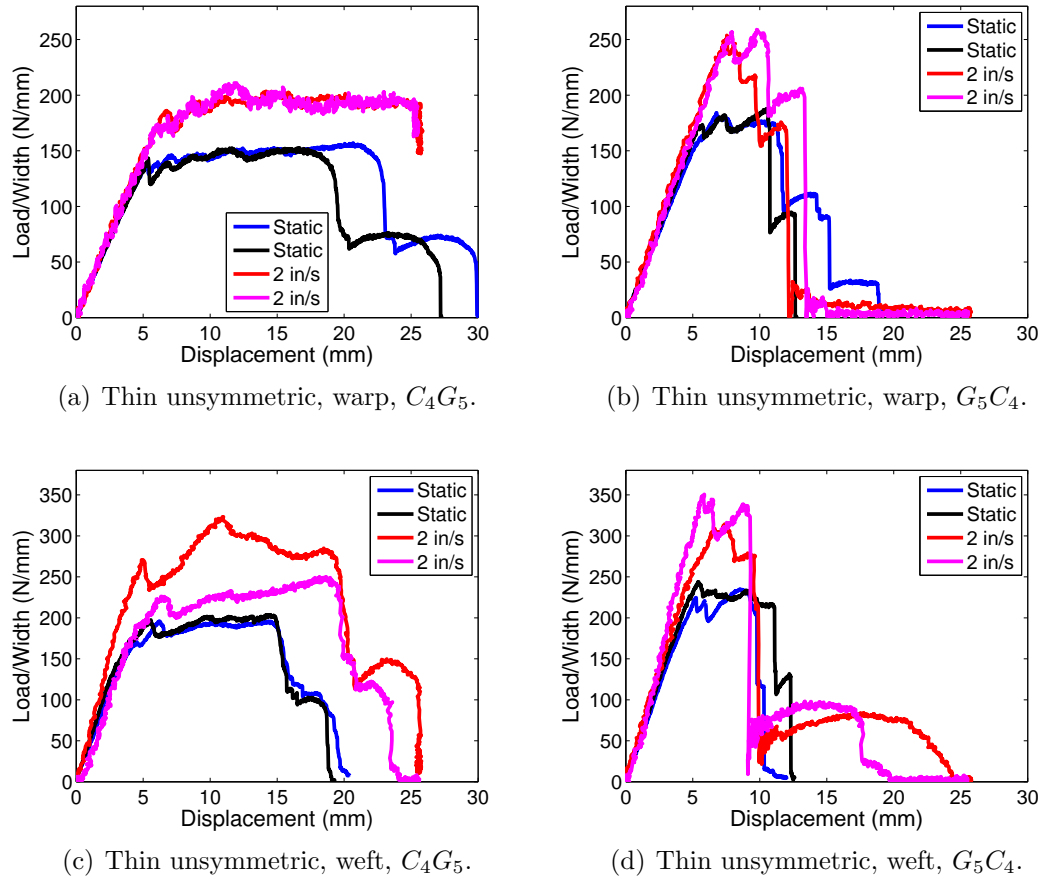 250
200
150
100
50
0
Load/Width (N/mm)
Static
Static
2 in/s
2 in/s
0 5 10 15 20 25 30
Displacement (mm)
(a) Thin unsymmetric, warp, C₄G₅.
250
200
150
100
50
0
Load/Width (N/mm)
Static
Static
2 in/s
2 in/s
0 5 10 15 20 25 30
Displacement (mm)
(b) Thin unsymmetric, warp, G₅C₄.
350
300
250
200
150
100
50
0
Load/Width (N/mm)
Static
Static
2 in/s
2 in/s
0 5 10 15 20 25 30
Displacement (mm)
(c) Thin unsymmetric, weft, C₄G₅.
350
300
250
200
150
100
50
0
Load/Width (N/mm)
Static
Static
2 in/s
2 in/s
0 5 10 15 20 25 30
Displacement (mm)
(d) Thin unsymmetric, weft, G₅C₄.